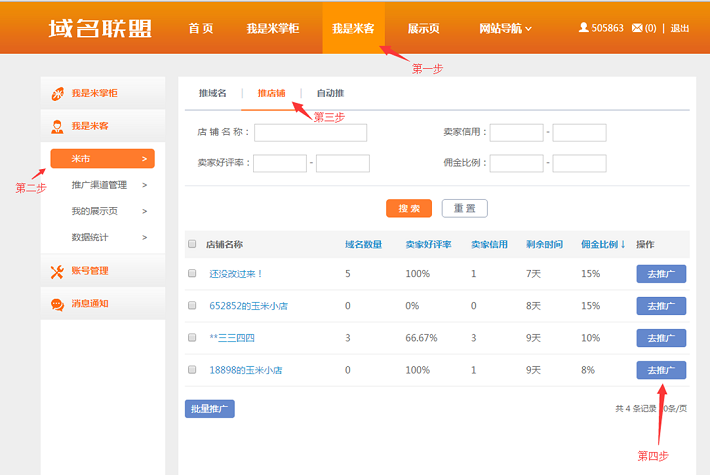 域名联盟 首 页 我是米掌柜 我是米客 展示页 网站导航 505863 (0) | 退出
第一步
我是米掌柜
我是米客
米市 >
第二步
推广渠道管理 >
我的展示页 >
数据统计 >
账号管理
消息通知
推域名 推店铺 自动推
第三步
店 铺 名 称： 卖家信用： -
卖家好评率： - 佣金比例： -
搜 索 重 置
店铺名称 域名数量 卖家好评率 卖家信用 剩余时间 佣金比例↓ 操作
还没改过来！ 5 100% 1 7天 15% 去推广
652852的玉米小店 0 0% 0 8天 15% 去推广
**三三四四 3 66.67% 3 9天 10% 去推广
18898的玉米小店 0 100% 1 9天 8% 去推广
批量推广 共 4 条记录 0条/页
第四步